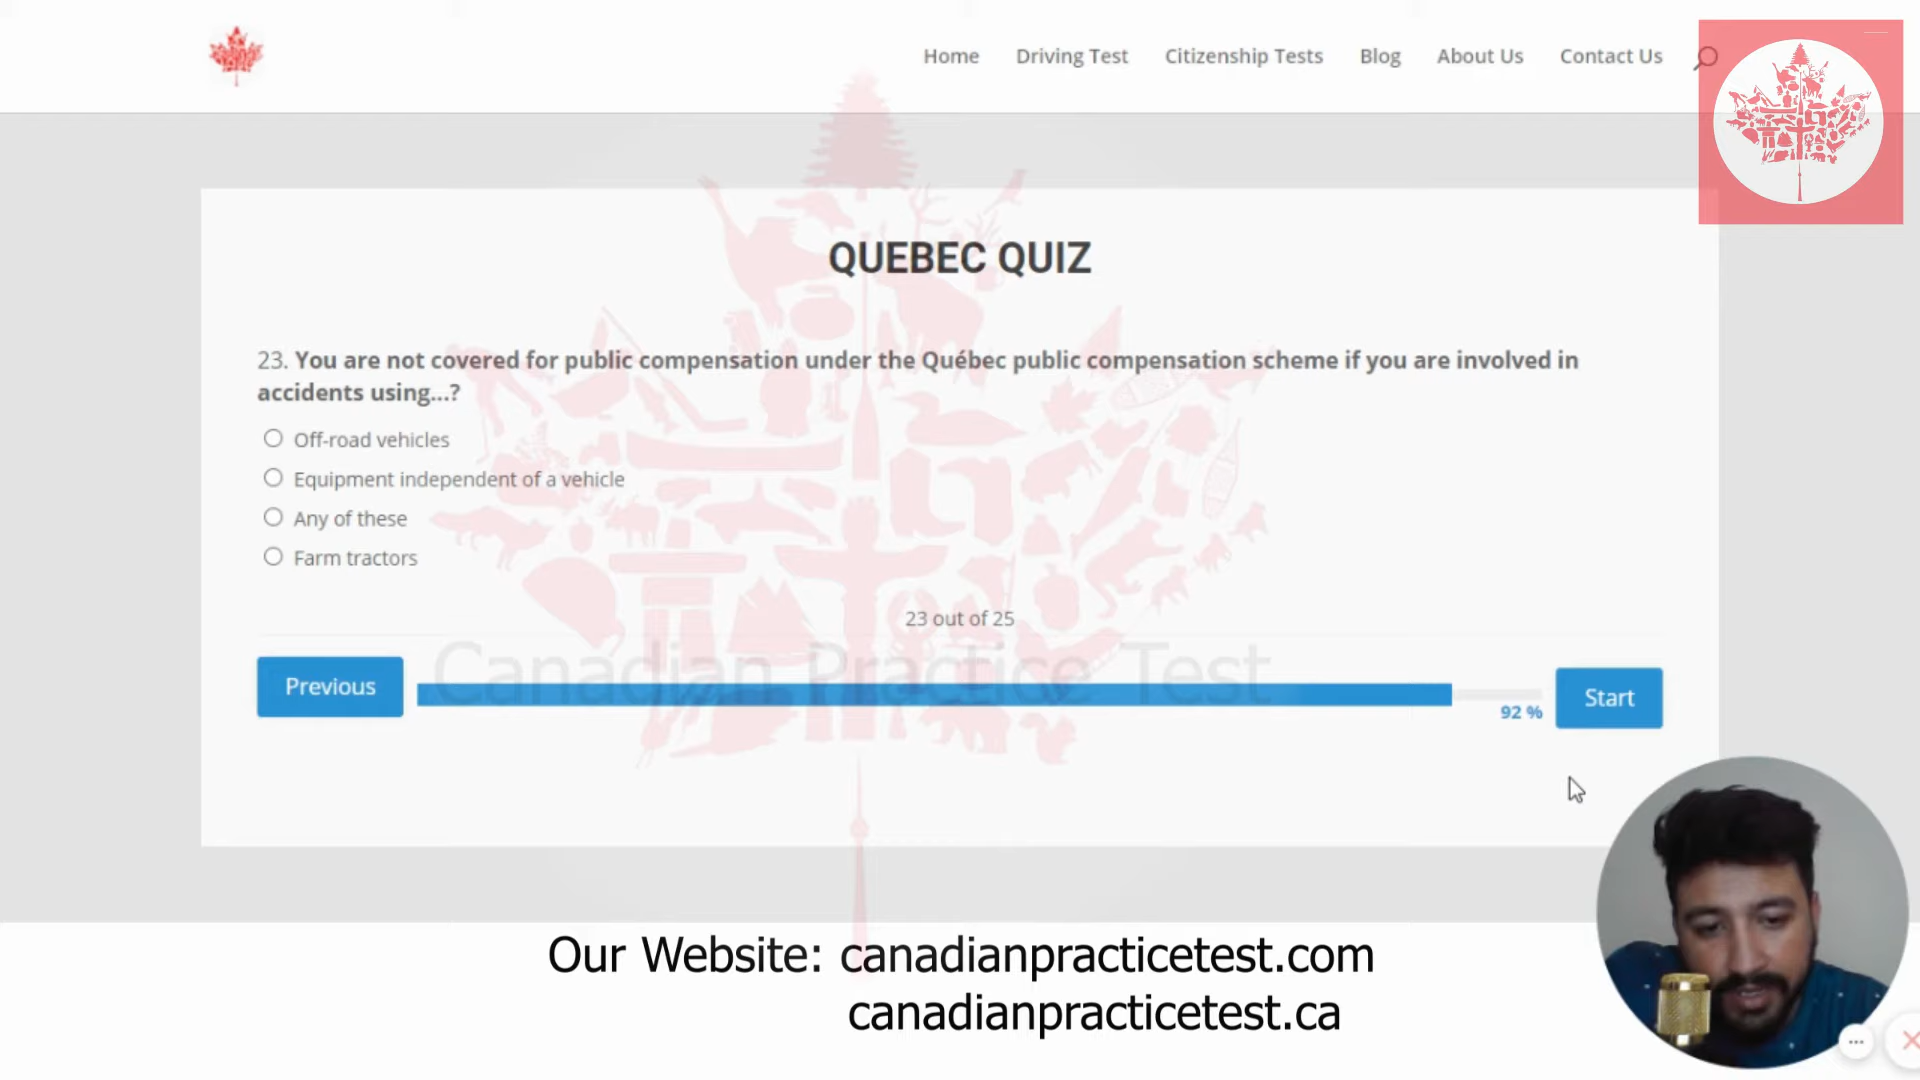 Home Driving Test Citizenship Tests Blog About Us Contact Us
QUEBEC QUIZ
23. You are not covered for public compensation under the Québec public compensation scheme if you are involved in
accidents using...?
Off-road vehicles
Equipment independent of a vehicle
Any of these
Farm tractors
23 out of 25
Canadian Practice Test
Previous
92 %
Start
Our Website: canadianpracticetest.com
canadianpracticetest.ca